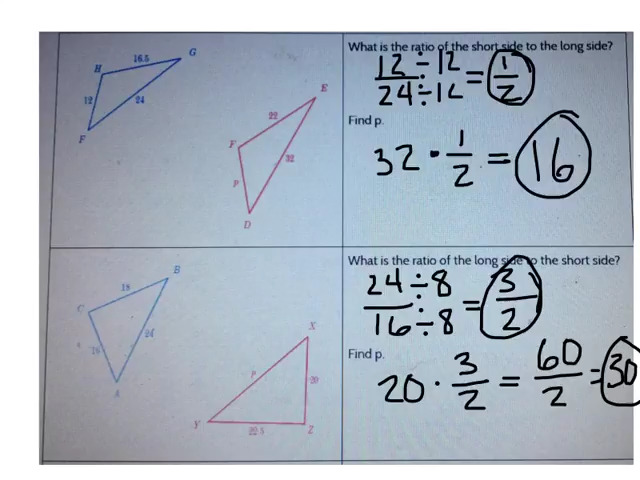 H
16.5
G
12
24
F
E
22
F
32
P
D
What is the ratio of the short side to the long side?
12 ÷ 12
24 ÷ 12
= 1/2
Find p.
32 · 1/2 = 16
B
18
C
24
16
A
X
P
20
Y
22.5
Z
What is the ratio of the long side to the short side?
24 ÷ 8
16 ÷ 8
= 3/2
Find p.
20 · 3/2 = 60/2 = 30